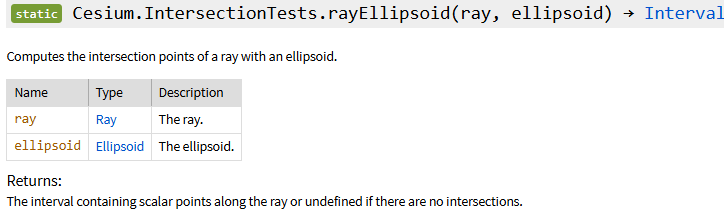 static Cesium.IntersectionTests.rayEllipsoid(ray, ellipsoid) → Interval
Computes the intersection points of a ray with an ellipsoid.
Name Type Description
ray Ray The ray.
ellipsoid Ellipsoid The ellipsoid.
Returns:
The interval containing scalar points along the ray or undefined if there are no intersections.